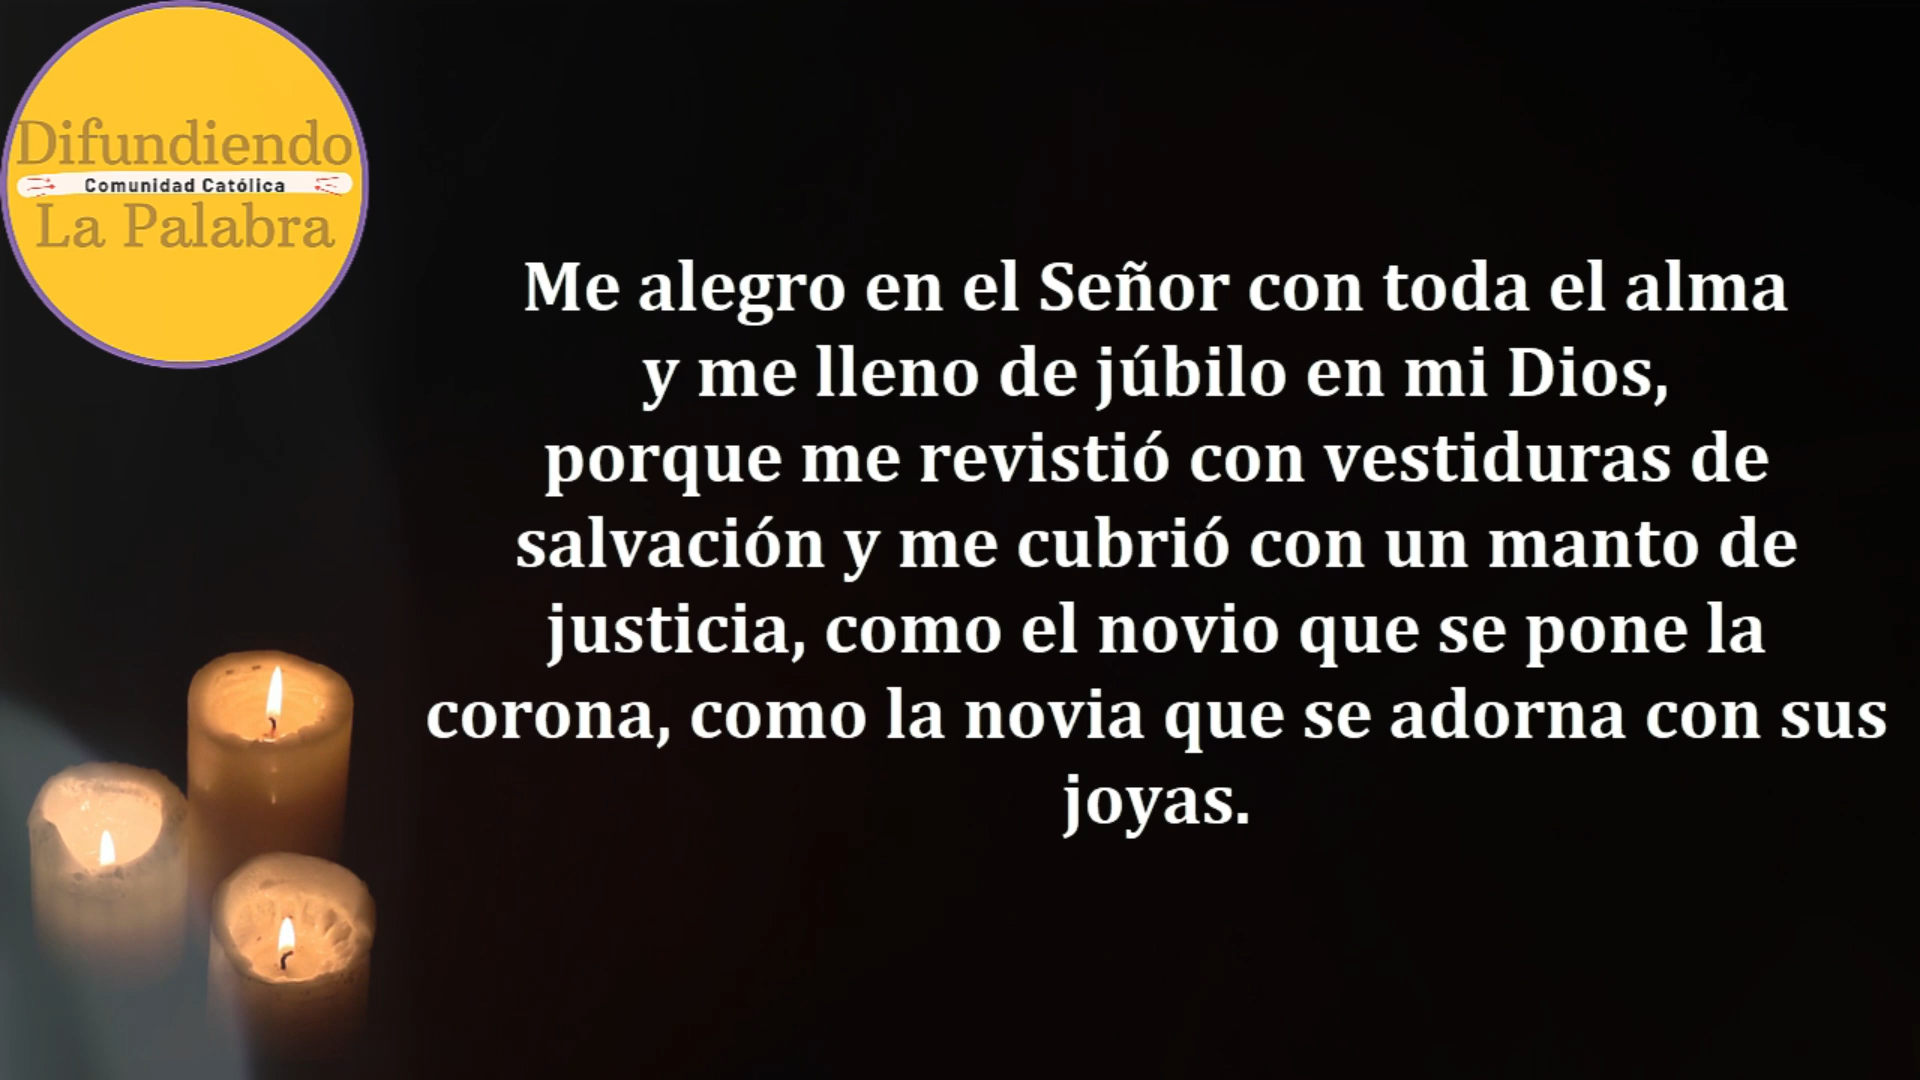 Difundiendo
Comunidad Católica
La Palabra
Me alegro en el Señor con toda el alma
y me lleno de júbilo en mi Dios,
porque me revistió con vestiduras de
salvación y me cubrió con un manto de
justicia, como el novio que se pone la
corona, como la novia que se adorna con sus
joyas.